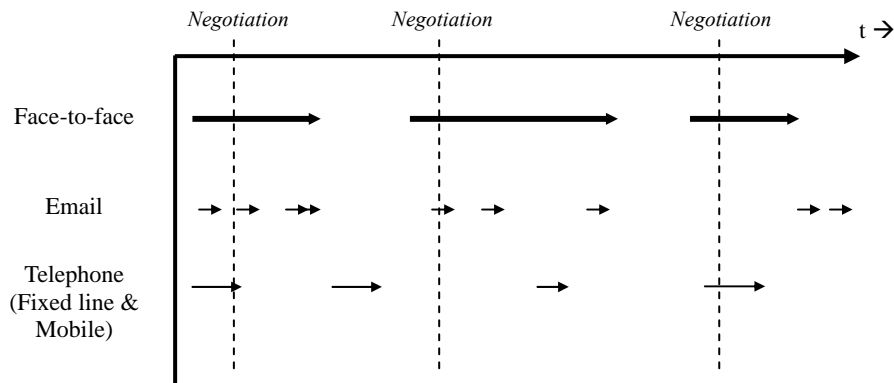 Negotiation Negotiation Negotiation
t →
Face-to-face
Email
Telephone
(Fixed line &
Mobile)